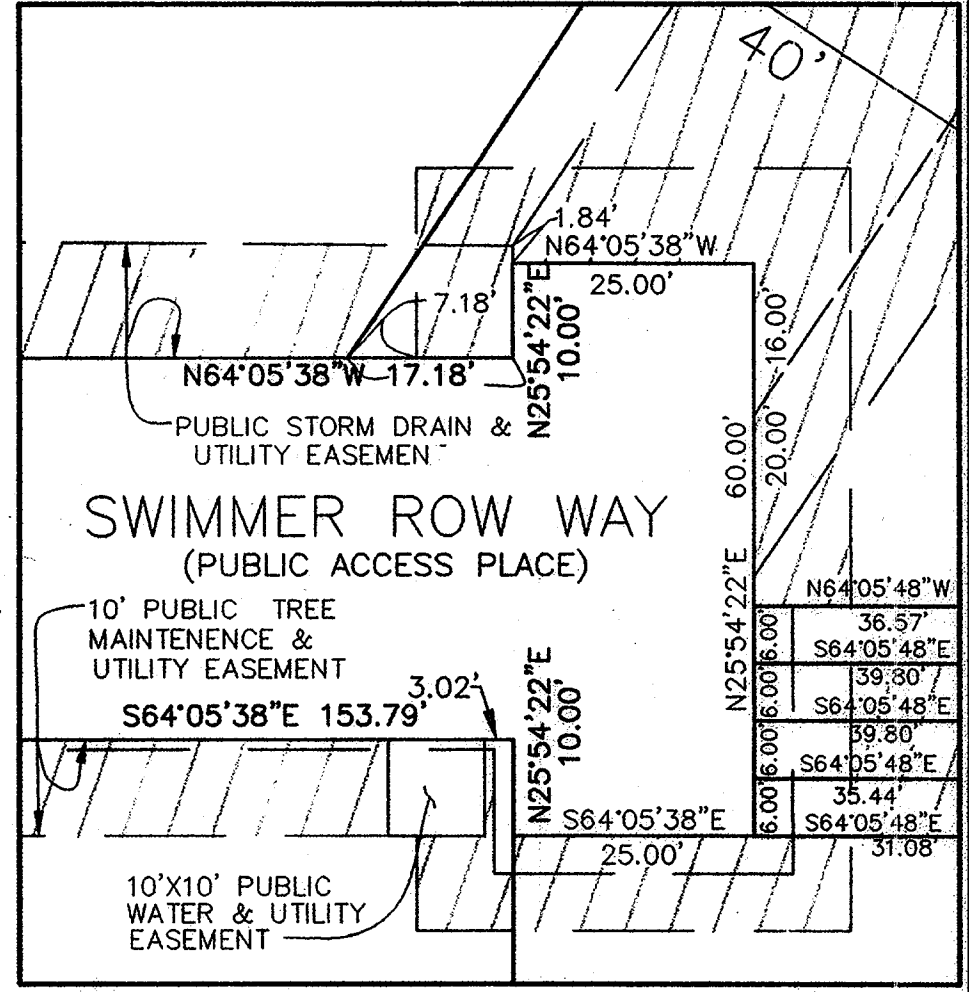 40'
1.84'
N64°05'38"W
25.00'
7.18'
N25°54'22"E
10.00'
16.00'
N64°05'38"W 17.18'
PUBLIC STORM DRAIN &
UTILITY EASEMEN
60.00'
20.00'
SWIMMER ROW WAY
(PUBLIC ACCESS PLACE)
N25°54'22"E
10' PUBLIC TREE
MAINTENENCE &
UTILITY EASEMENT
N64°05'48"W
6.00'
36.57'
S64°05'48"E
6.00'
39.80'
S64°05'48"E
6.00'
39.80'
S64°05'48"E
6.00'
35.44'
S64°05'48"E
31.08'
3.02'
S64°05'38"E 153.79'
N25°54'22"E
10.00'
S64°05'38"E
25.00'
10'X10' PUBLIC
WATER & UTILITY
EASEMENT